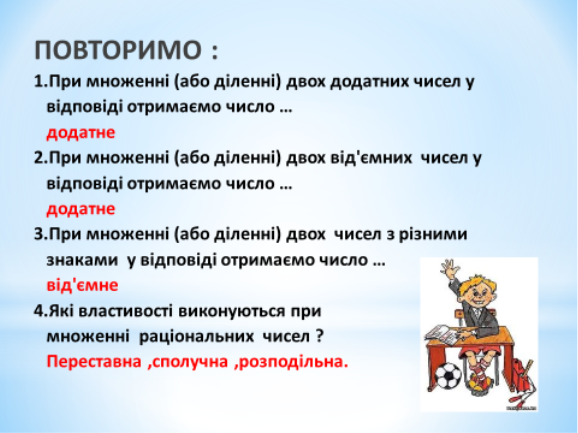 ПОВТОРИМО :
1.При множенні (або діленні) двох додатних чисел у
відповіді отримаємо число ...
додатне
2.При множенні (або діленні) двох від'ємних чисел у
відповіді отримаємо число ...
додатне
3.При множенні (або діленні) двох чисел з різними
знаками у відповіді отримаємо число ...
від'ємне
4.Які властивості виконуються при
множенні раціональних чисел ?
Переставна ,сполучна ,розподільна.